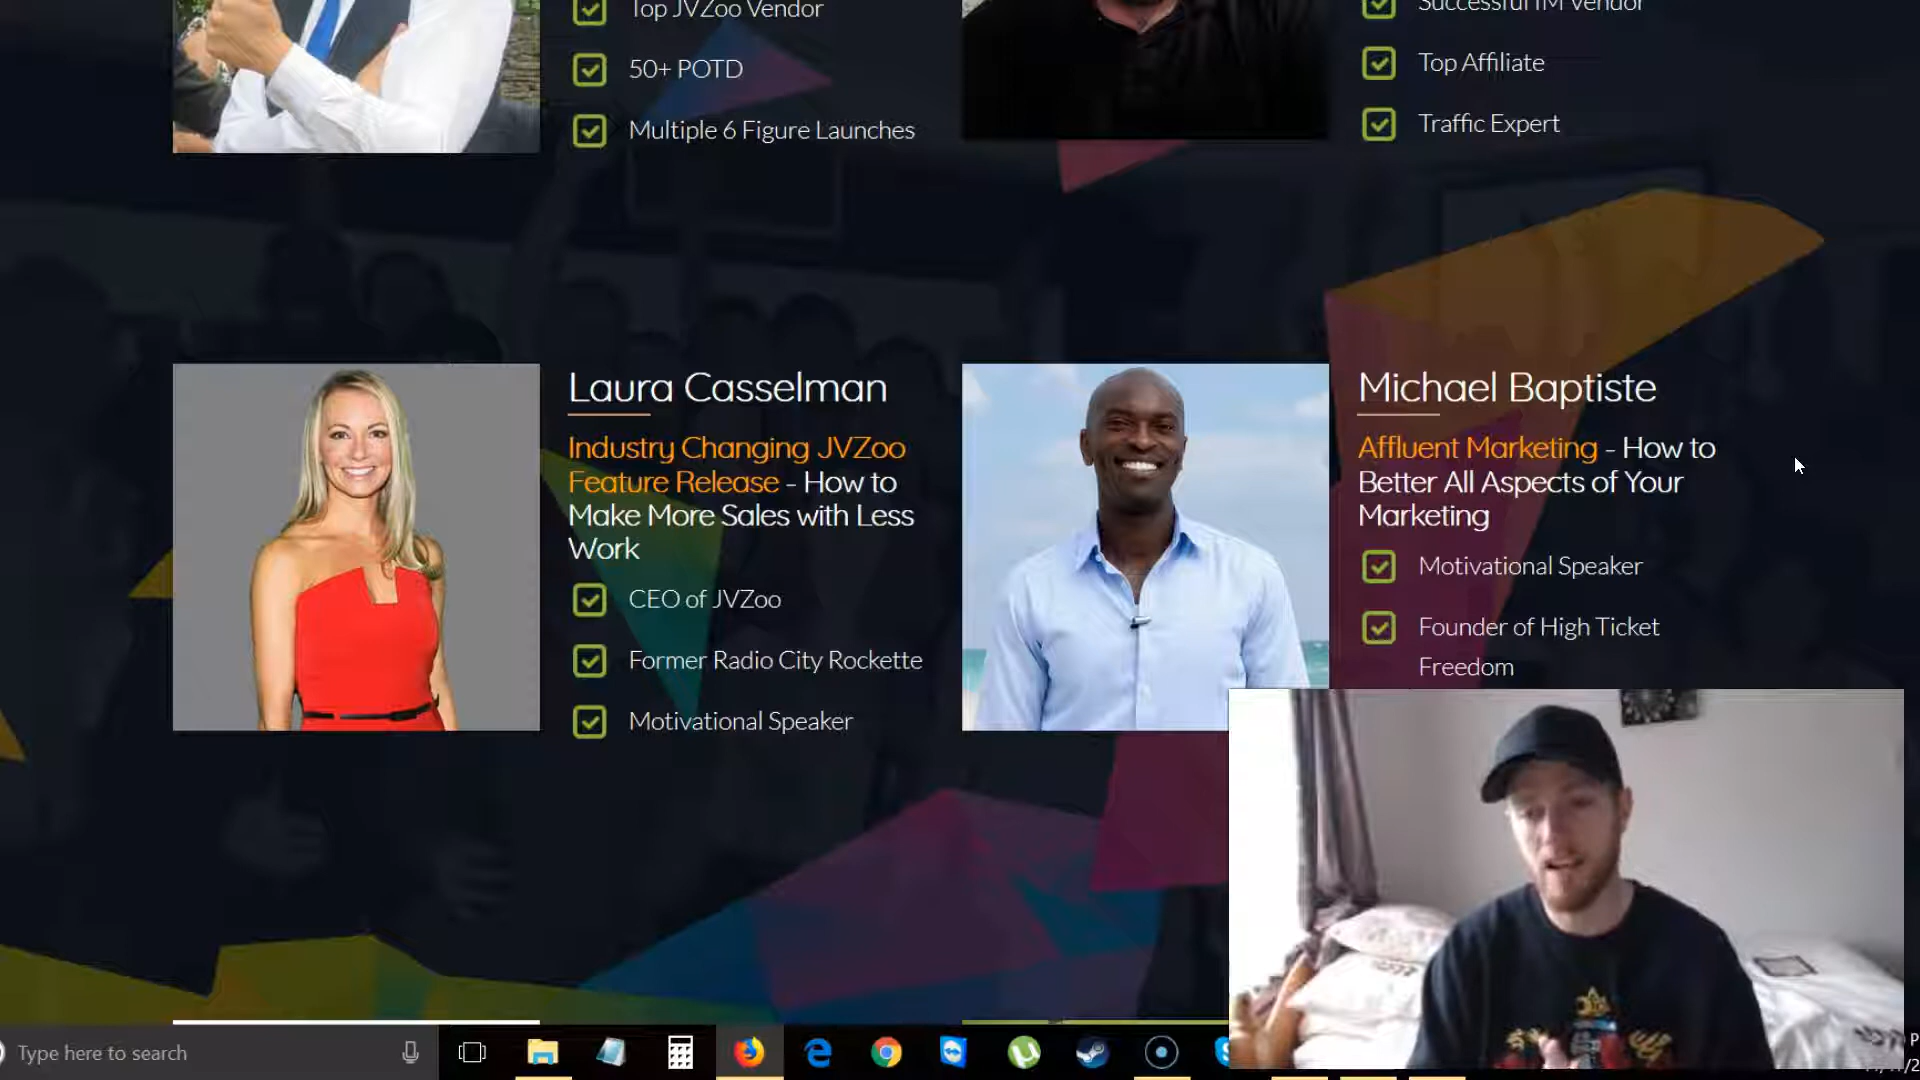 Top JVZoo Vendor
50+ POTD
Multiple 6 Figure Launches
Successful IM Vendor
Top Affiliate
Traffic Expert
Laura Casselman
Industry Changing JVZoo
Feature Release - How to
Make More Sales with Less
Work
CEO of JVZoo
Former Radio City Rockette
Motivational Speaker
Michael Baptiste
Affluent Marketing - How to
Better All Aspects of Your
Marketing
Motivational Speaker
Founder of High Ticket
Freedom
Type here to search